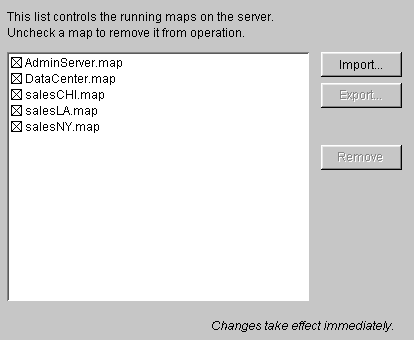 This list controls the running maps on the server.
Uncheck a map to remove it from operation.
AdminServer.map
Import...
DataCenter.map
salesCHI.map
Export...
salesLA.map
salesNY.map
Remove
Changes take effect immediately.